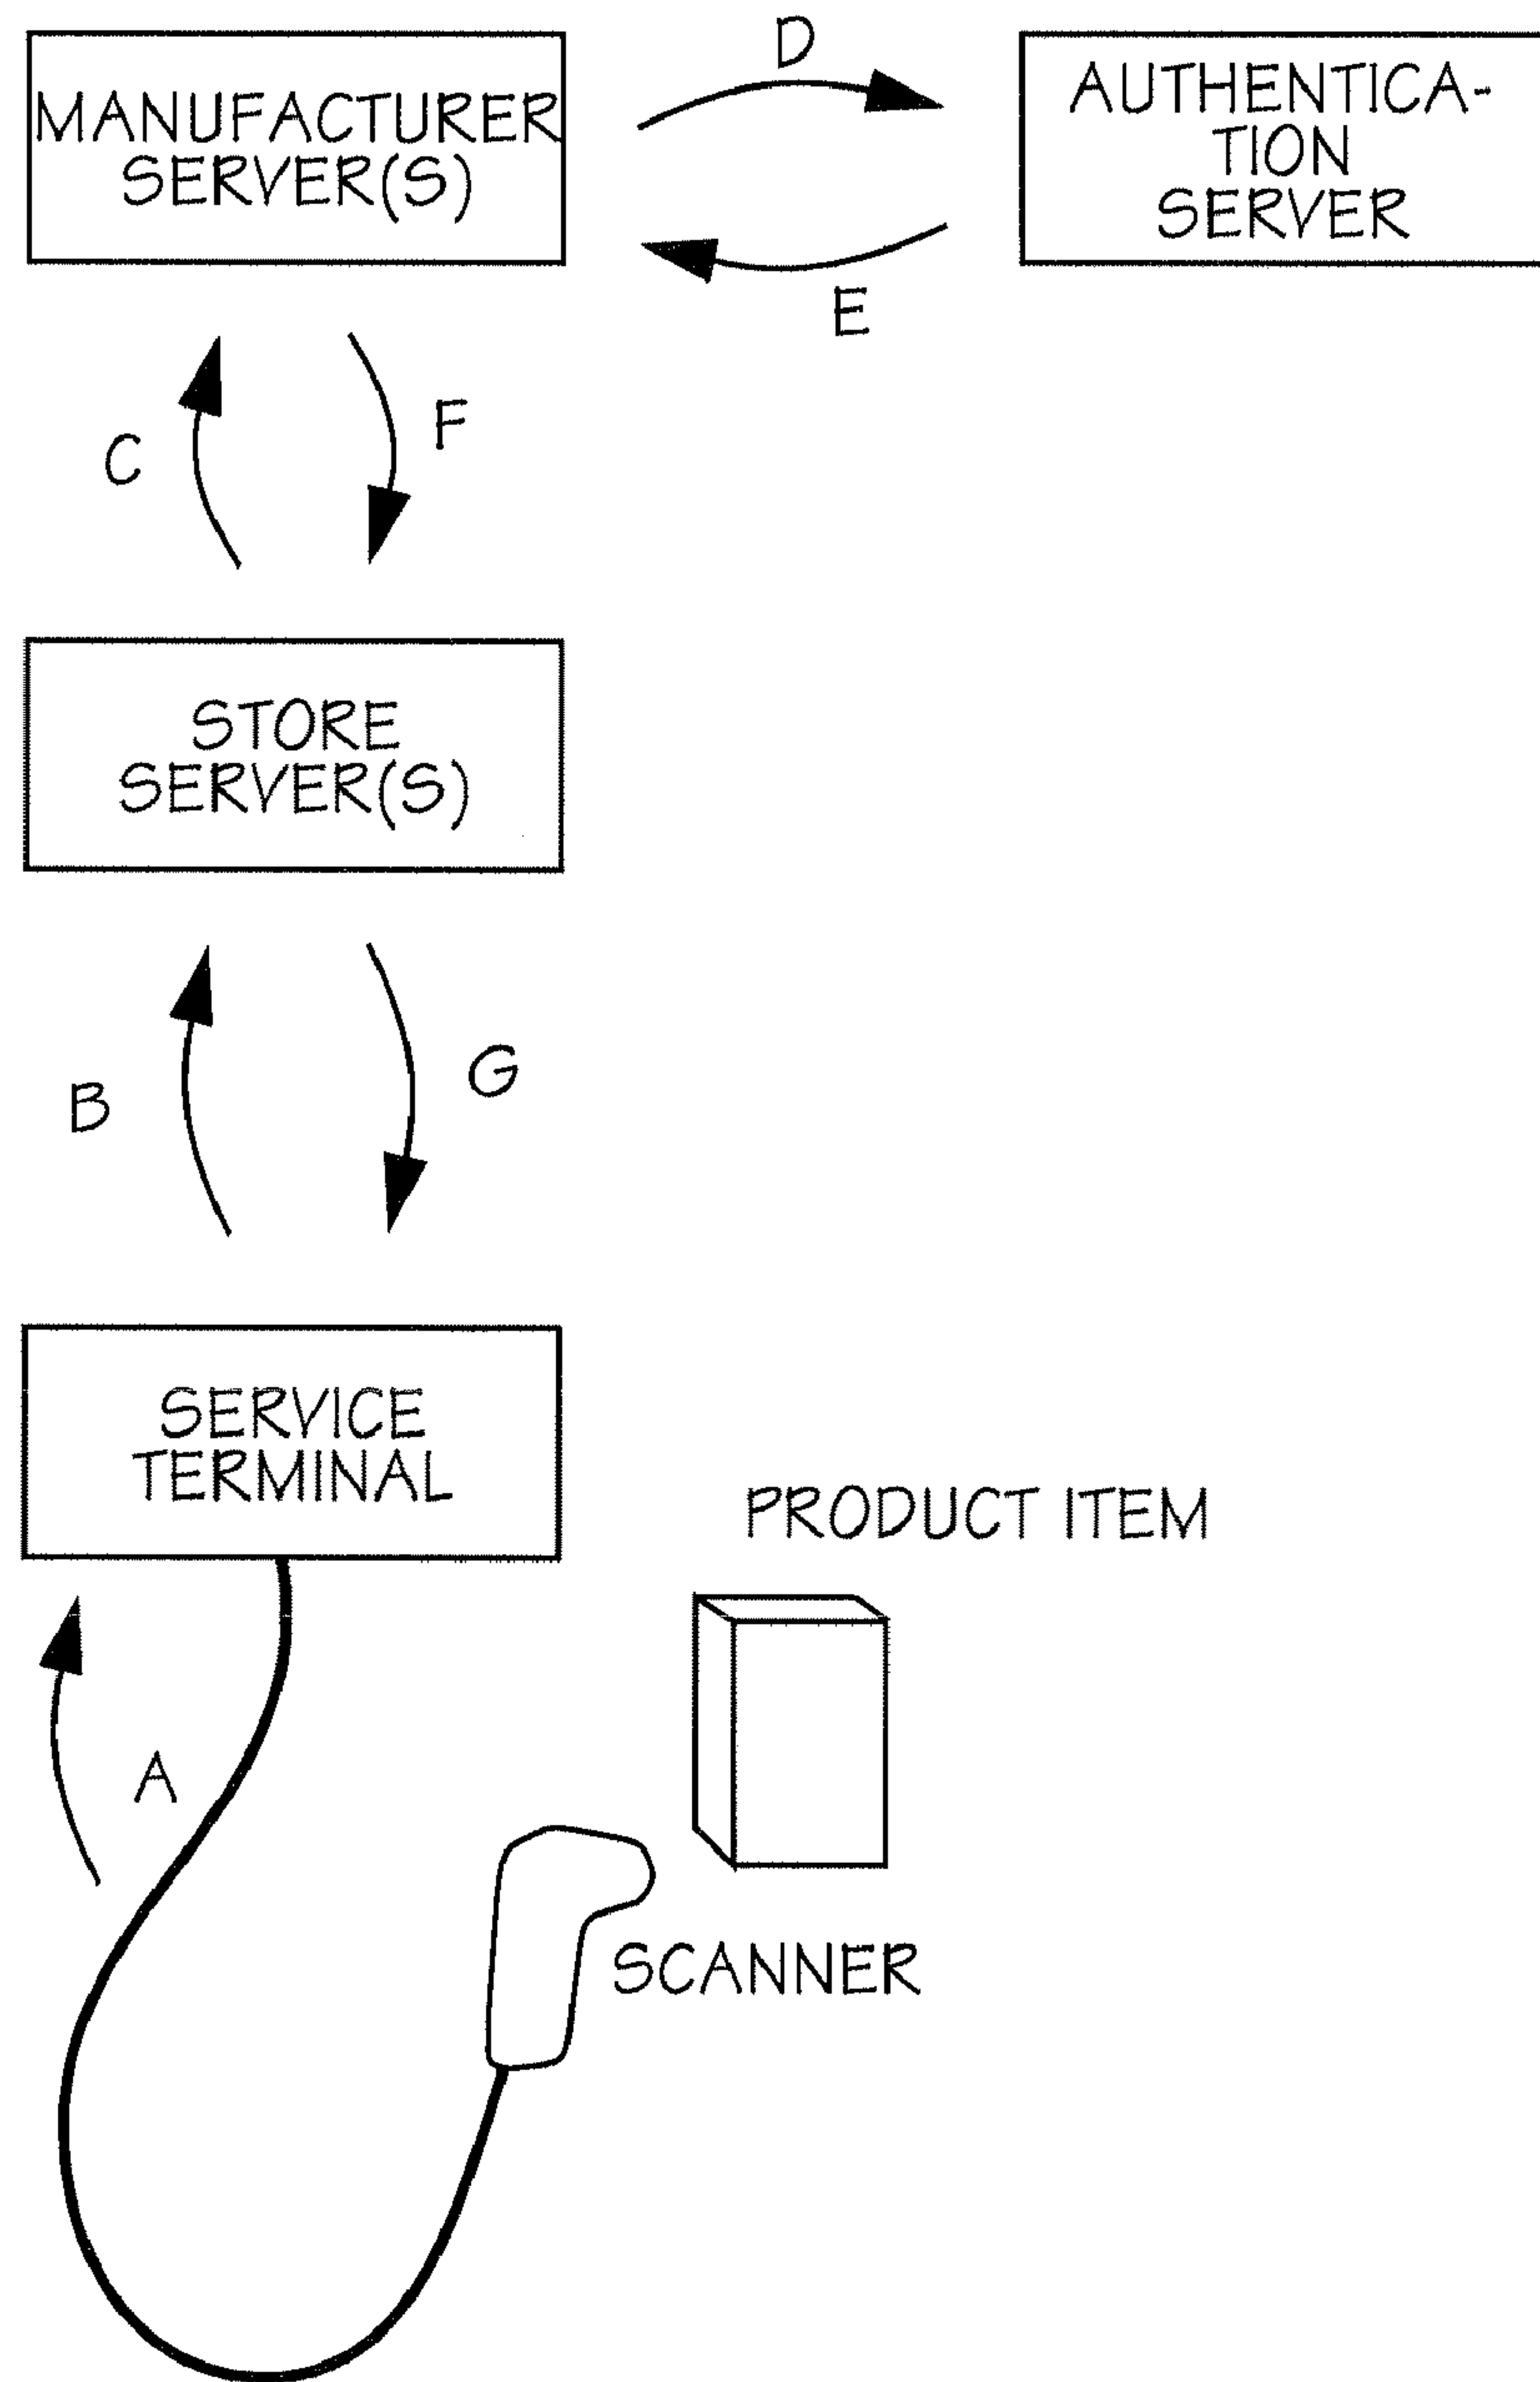 D
MANUFACTURER
SERVER(S)
AUTHENTICA-
TION
SERVER
E
C
F
STORE
SERVER(S)
B
G
SERVICE
TERMINAL
PRODUCT ITEM
A
SCANNER